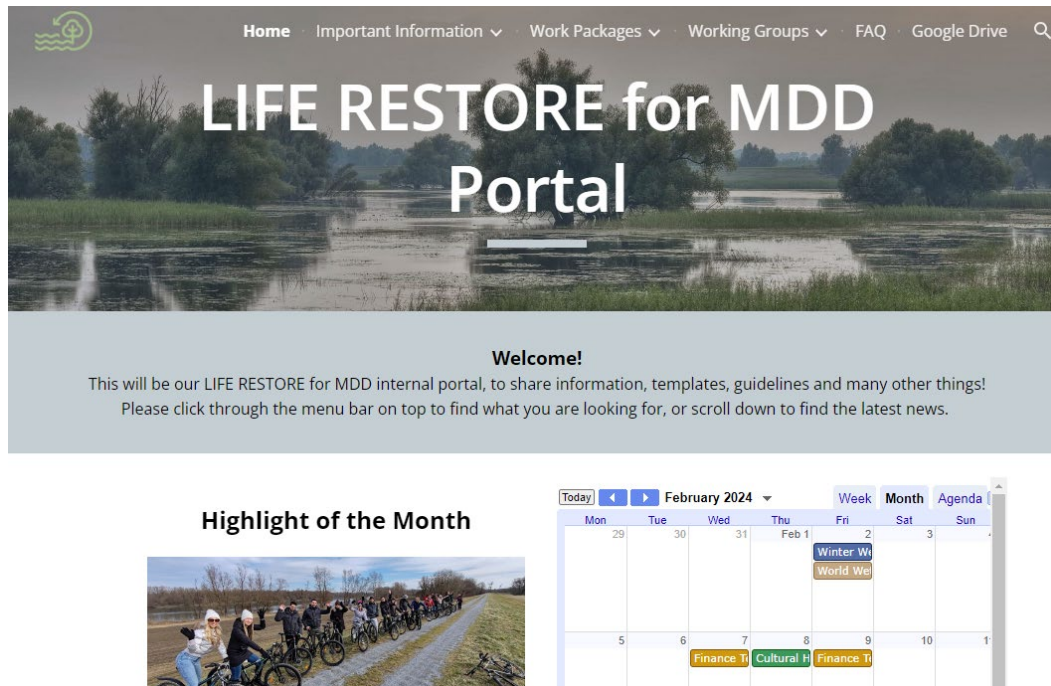 Home Important Information Work Packages Working Groups FAQ Google Drive
LIFE RESTORE for MDD
Portal
Welcome!
This will be our LIFE RESTORE for MDD internal portal, to share information, templates, guidelines and many other things!
Please click through the menu bar on top to find what you are looking for, or scroll down to find the latest news.
Highlight of the Month
Today February 2024 Week Month Agenda
Mon Tue Wed Thu Fri Sat Sun
29 30 31 Feb 1 2 3
Winter We
World Wet
5 6 7 8 9 10
Finance Te Cultural H Finance Te